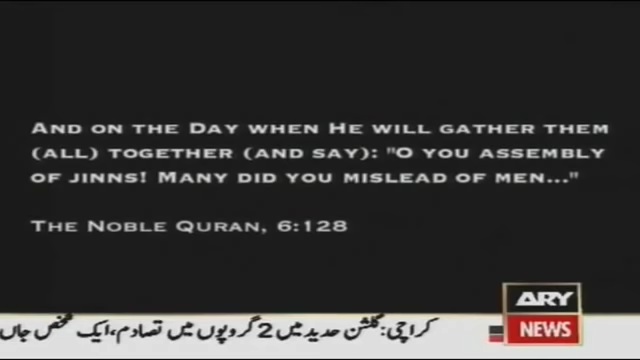 AND ON THE DAY WHEN HE WILL GATHER THEM
(ALL) TOGETHER (AND SAY): "O YOU ASSEMBLY
OF JINNS! MANY DID YOU MISLEAD OF MEN..."
THE NOBLE QURAN, 6:128
ARY
NEWS
کراچی: گلشن حدید میں 2 گروپوں میں تصادم، ایک شخص جاں